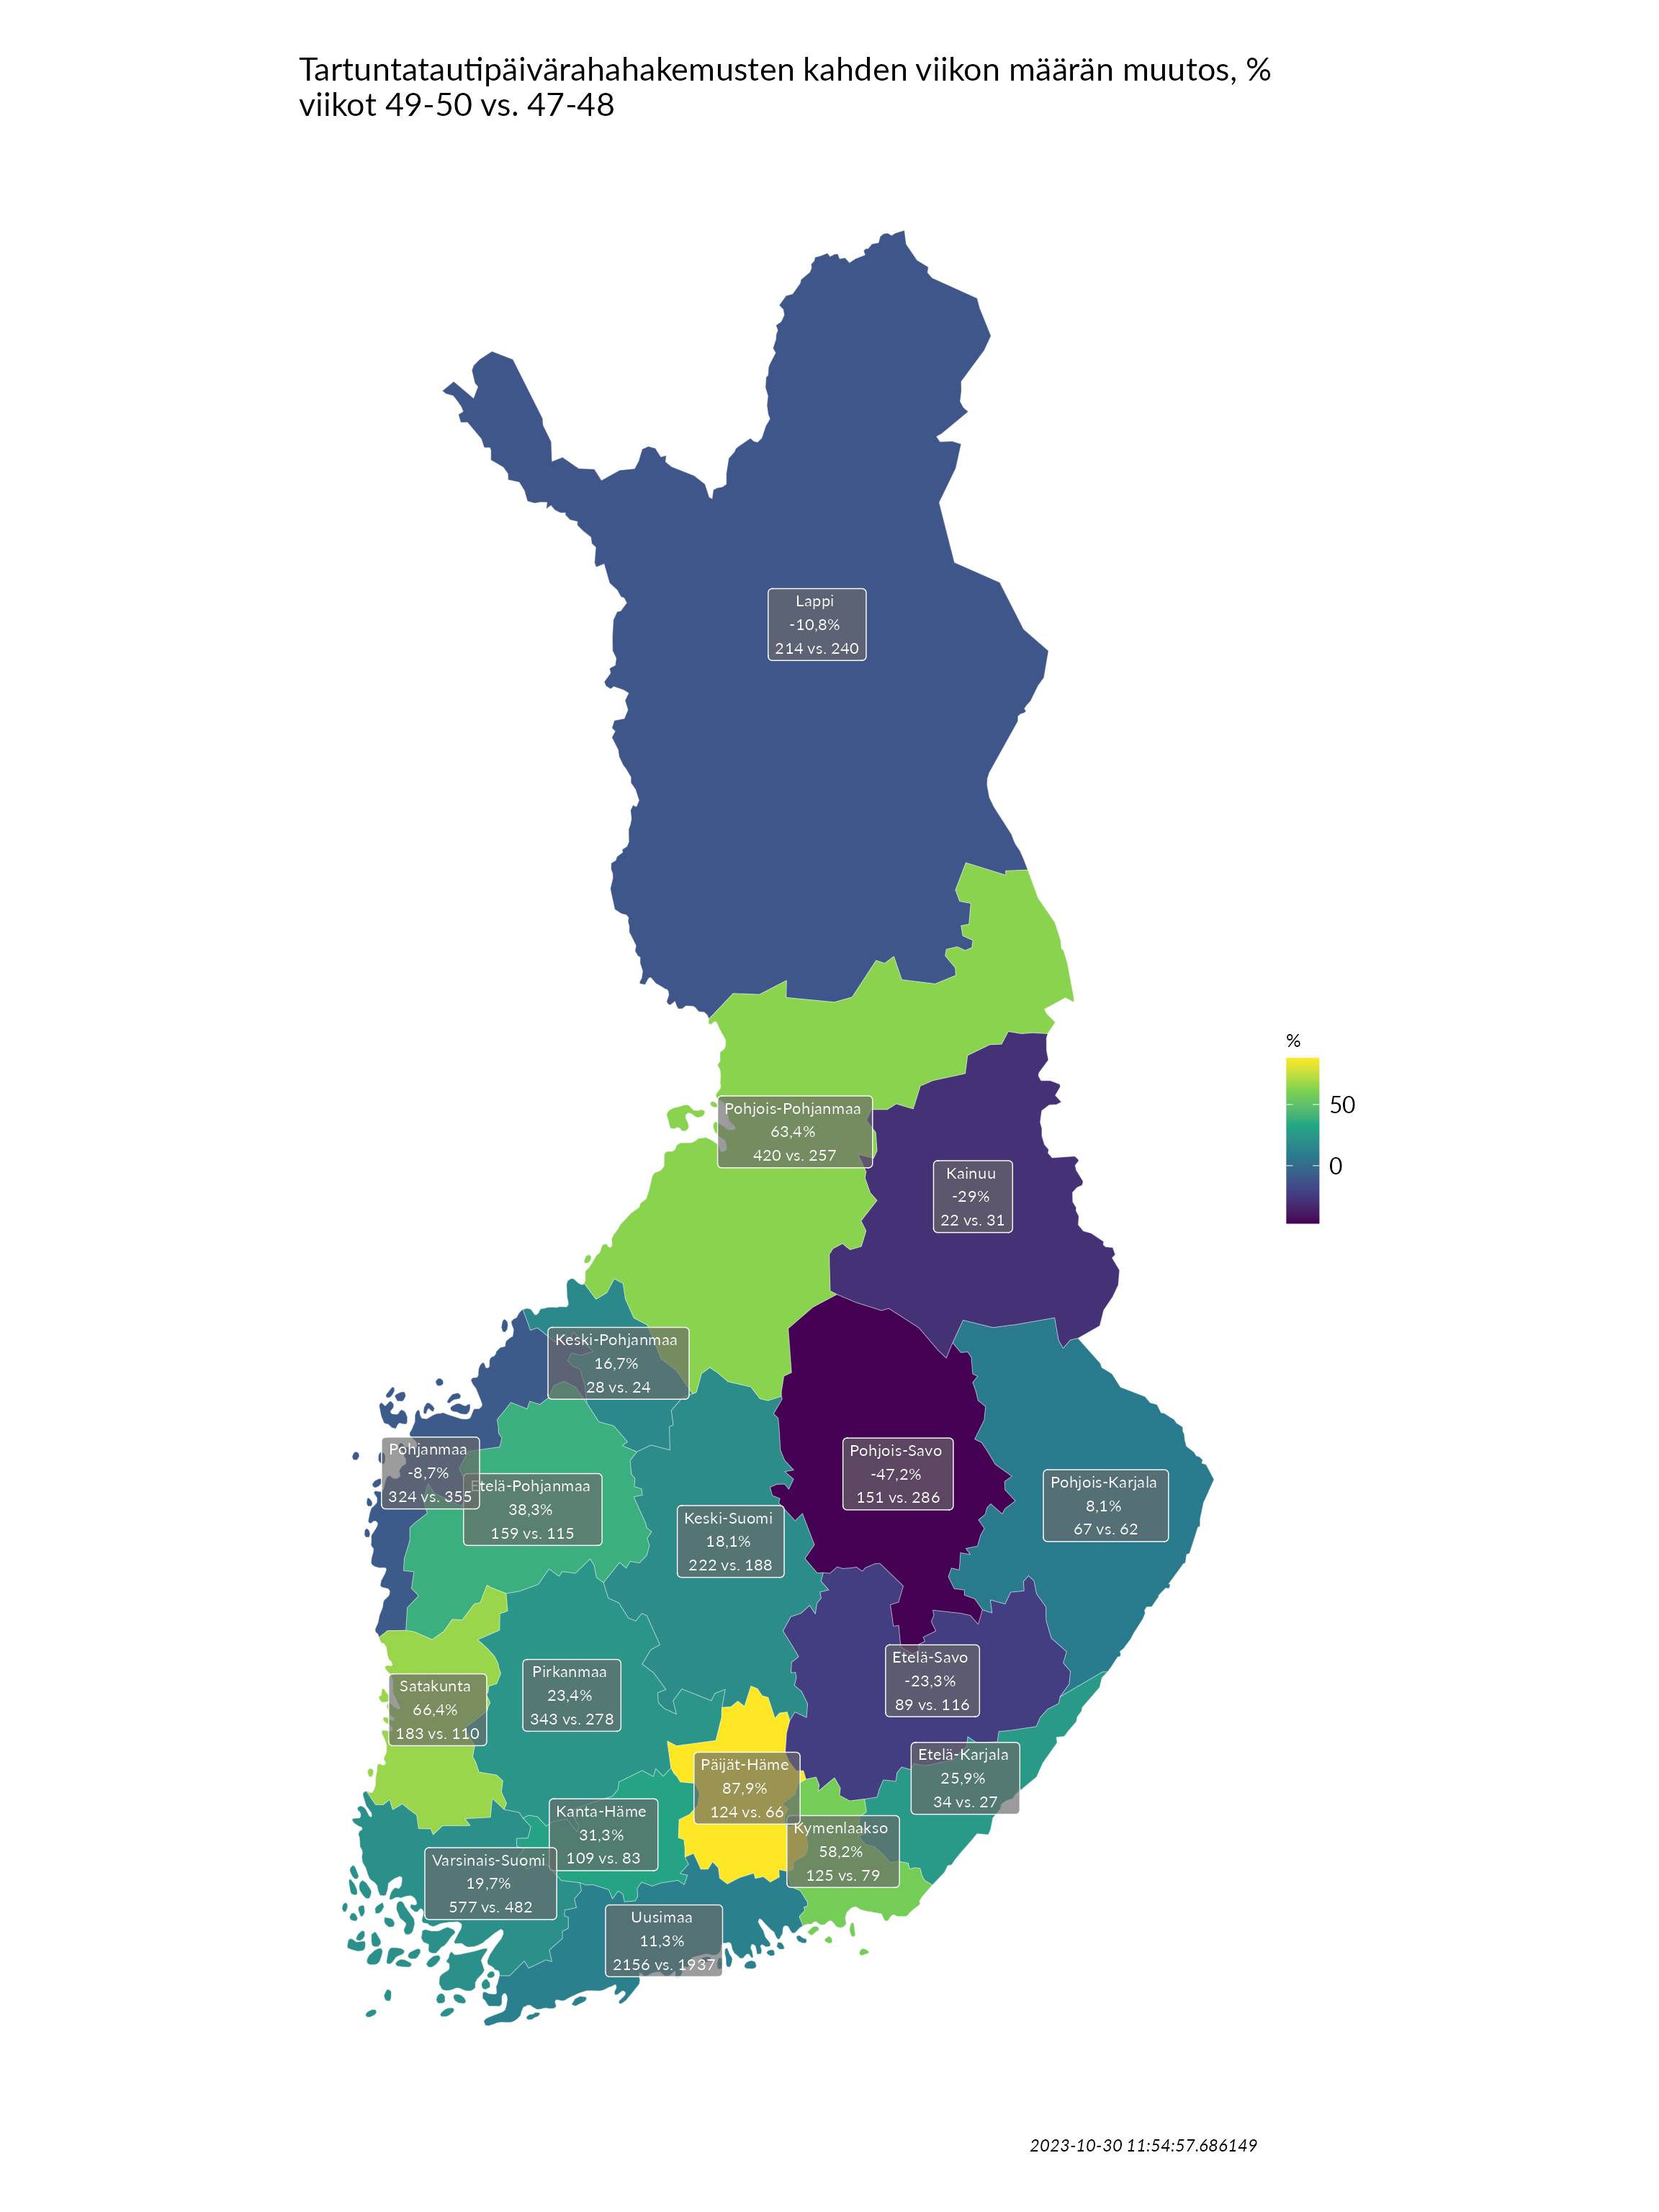 Tartuntatautipäivärahahakemusten kahden viikon määrän muutos, %
viikot 49-50 vs. 47-48
Lappi
-10,8%
214 vs. 240
%
50
0
Pohjois-Pohjanmaa
63,4%
420 vs. 257
Kainuu
-29%
22 vs. 31
Keski-Pohjanmaa
16,7%
28 vs. 24
Pohjanmaa
-8,7%
324 vs. 355
Etelä-Pohjanmaa
38,3%
159 vs. 115
Pohjois-Savo
-47,2%
151 vs. 286
Pohjois-Karjala
8,1%
67 vs. 62
Keski-Suomi
18,1%
222 vs. 188
Etelä-Savo
-23,3%
89 vs. 116
Pirkanmaa
23,4%
343 vs. 278
Satakunta
66,4%
183 vs. 110
Etelä-Karjala
25,9%
34 vs. 27
Päijät-Häme
87,9%
124 vs. 66
Kanta-Häme
31,3%
109 vs. 83
Kymenlaakso
58,2%
125 vs. 79
Varsinais-Suomi
19,7%
577 vs. 482
Uusimaa
11,3%
2156 vs. 1937
2023-10-30 11:54:57.686149